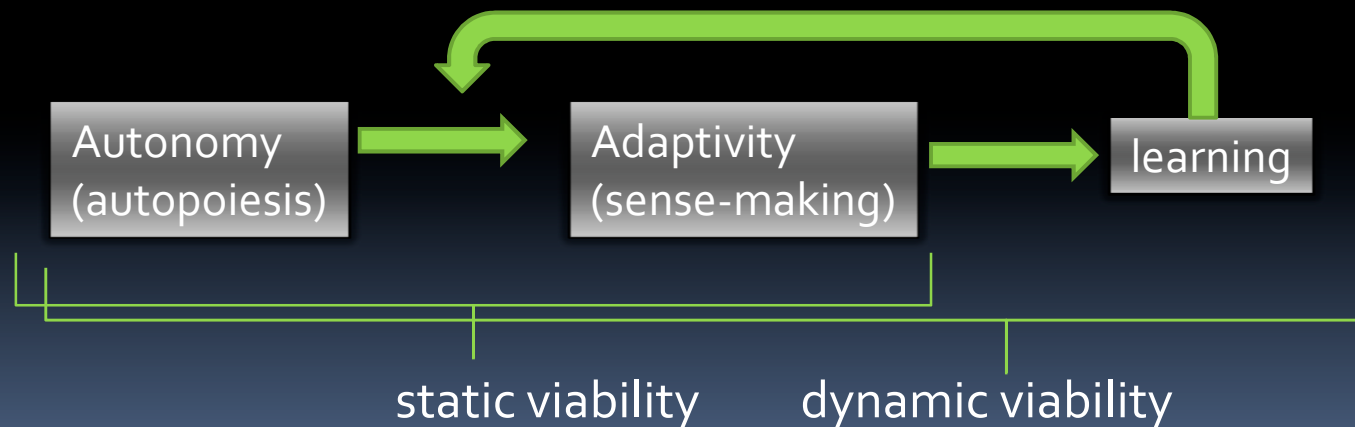 Autonomy
(autopoiesis)
Adaptivity
(sense-making)
learning
static viability
dynamic viability